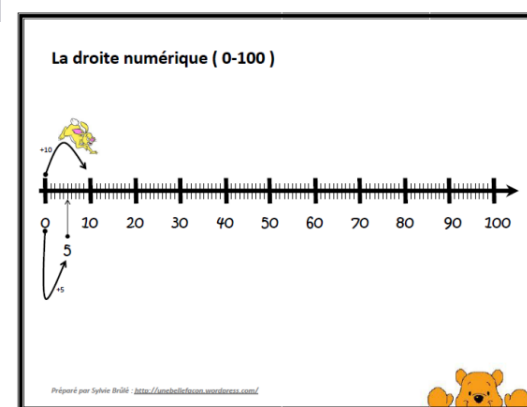 La droite numérique ( 0-100 )
+10
0 10 20 30 40 50 60 70 80 90 100
5
+5
Préparé par Sylvie Brûlé : http://unebellefacon.wordpress.com/